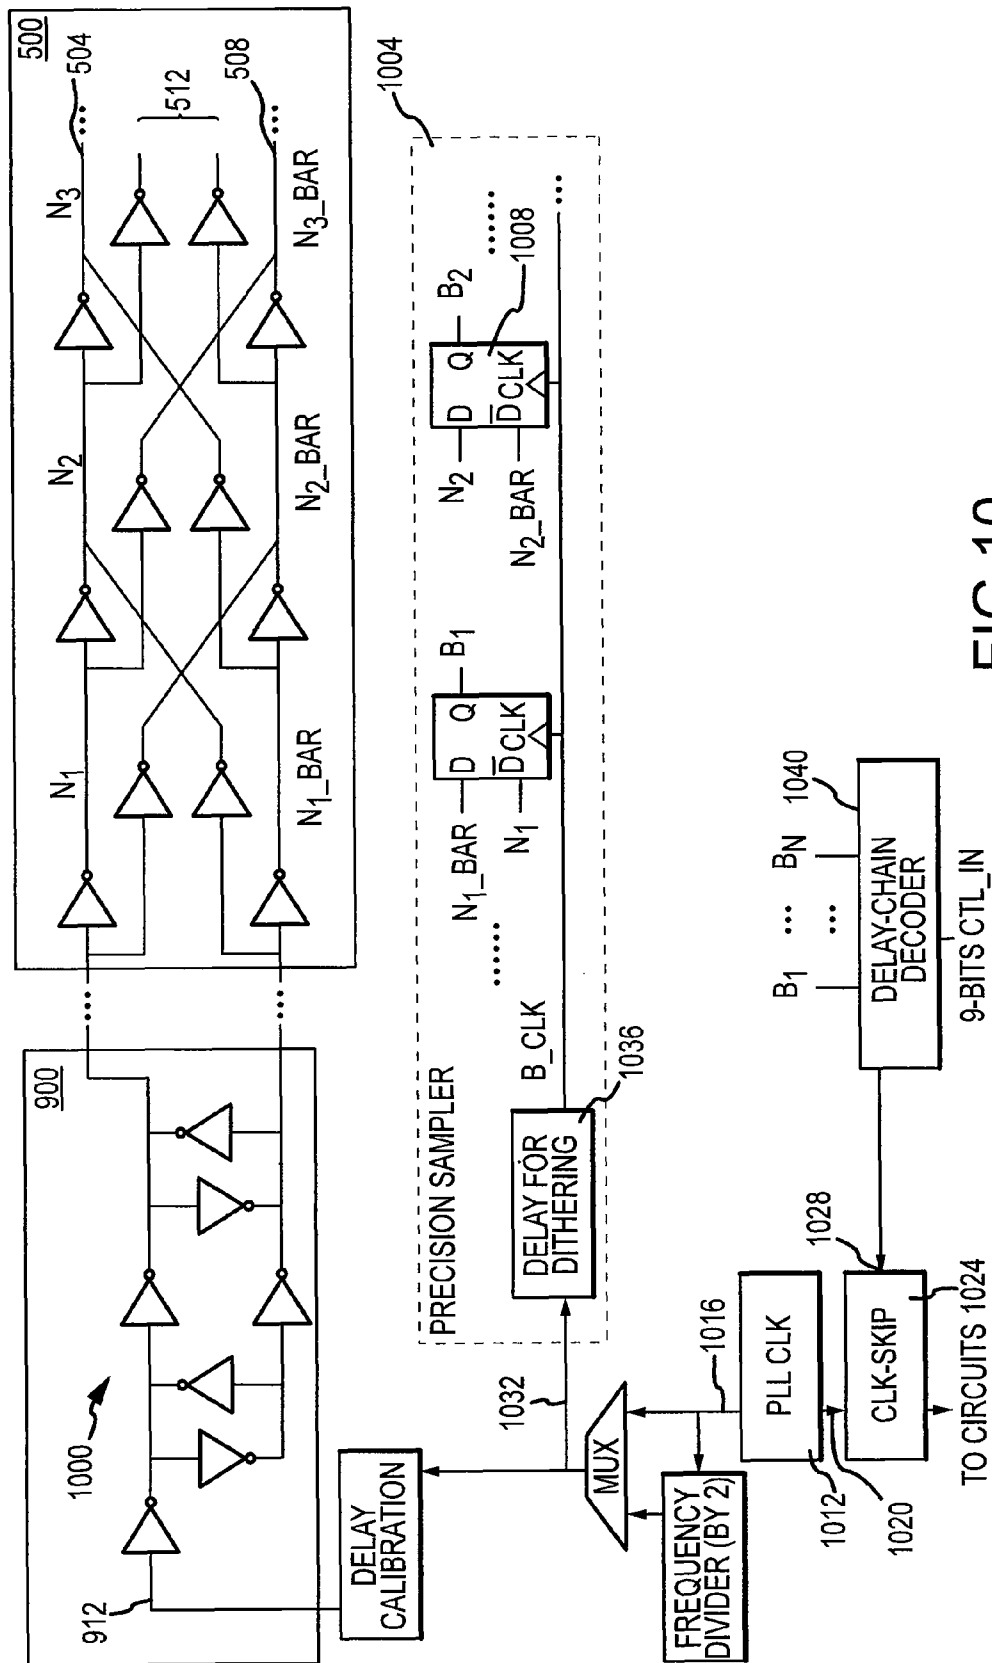 500
504
N3
512
508
N3_BAR
N2
N2_BAR
N1
N1_BAR
900
1000
912
1004
PRECISION SAMPLER
N2
D
Q
B2
D̅
CLK
N2_BAR
1008
N1_BAR
D
Q
B1
D̅
CLK
N1
B_CLK
DELAY FOR
DITHERING
1036
DELAY
CALIBRATION
1032
MUX
1016
FREQUENCY
DIVIDER (BY 2)
PLL CLK
1012
1020
CLK-SKIP
1028
TO CIRCUITS 1024
B1 ... BN
1040
DELAY-CHAIN
DECODER
9-BITS CTL_IN